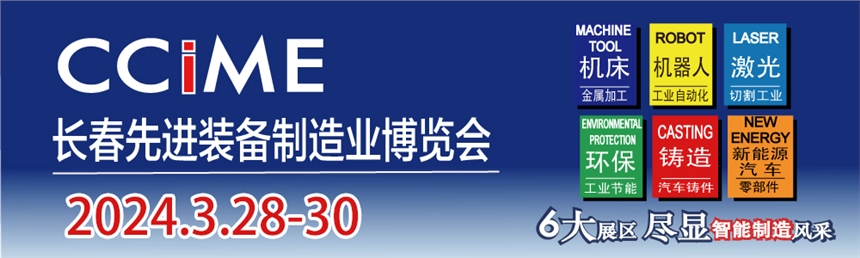 CCiME
长春先进装备制造业博览会
2024.3.28-30
MACHINE
TOOL
机床
金属加工
ROBOT
机器人
工业自动化
LASER
激光
切割工业
ENVIRONMENTAL
PROTECTION
环保
工业节能
CASTING
铸造
汽车铸件
NEW
ENERGY
新能源
汽车
零部件
6大展区 尽显智能制造风采